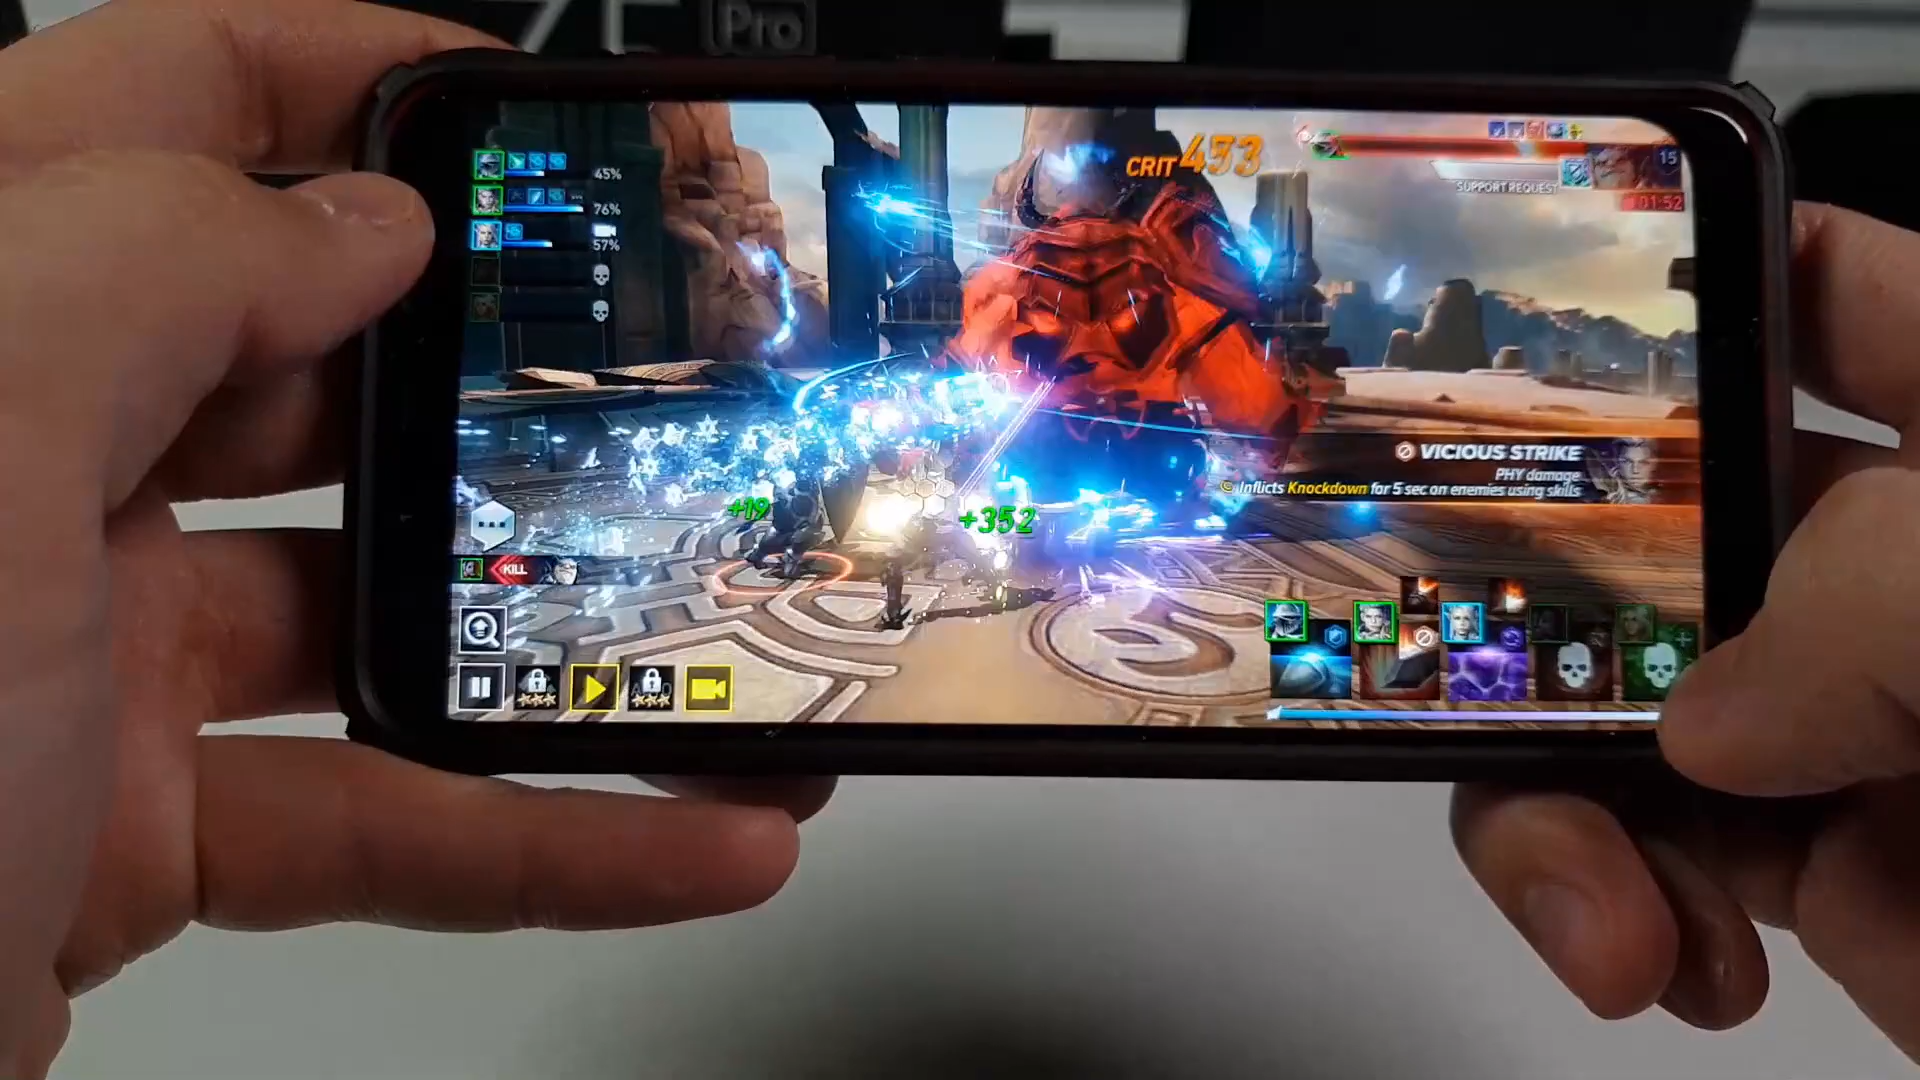 Pro
CRIT 433
15
SUPPORT REQUEST
01:52
45%
76%
57%
VICIOUS STRIKE
PHY damage
Inflicts Knockdown for 5 sec on enemies using skills
+19
+352
KILL